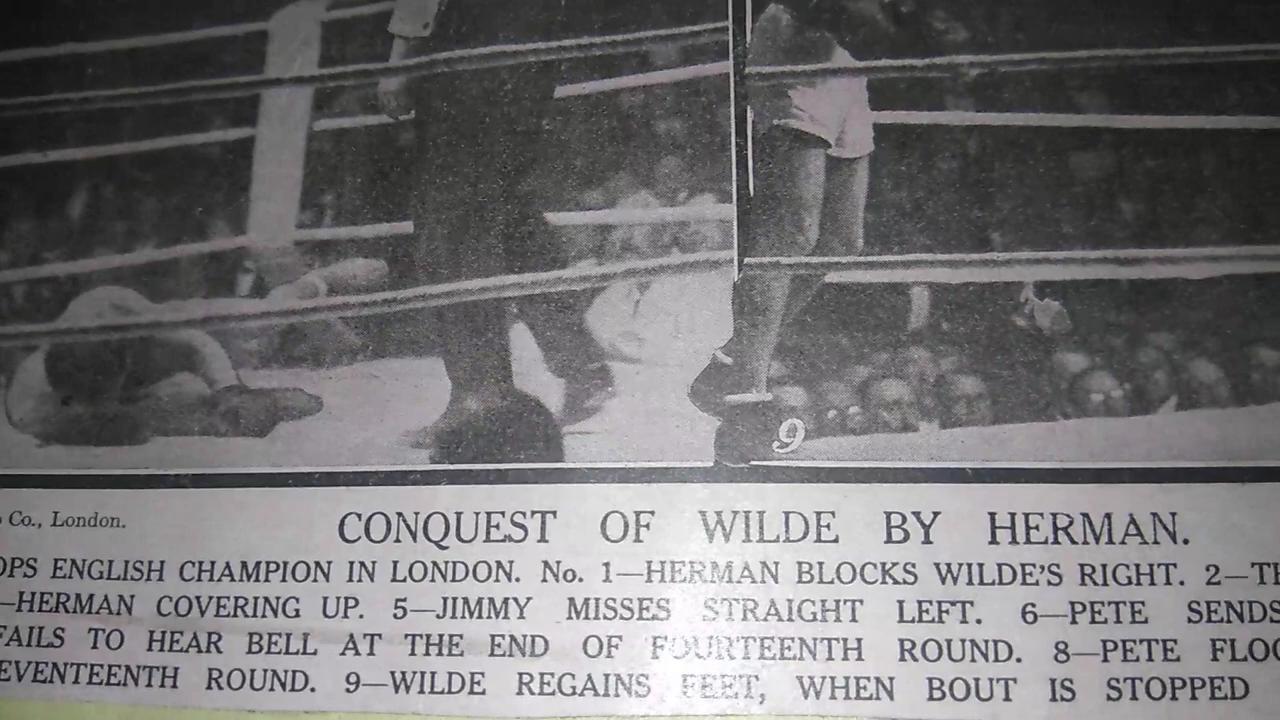 9
Co., London.
CONQUEST OF WILDE BY HERMAN.
OPS ENGLISH CHAMPION IN LONDON. No. 1—HERMAN BLOCKS WILDE'S RIGHT. 2—TH
—HERMAN COVERING UP. 5—JIMMY MISSES STRAIGHT LEFT. 6—PETE SENDS
FAILS TO HEAR BELL AT THE END OF FOURTEENTH ROUND. 8—PETE FLOO
EVENTEENTH ROUND. 9—WILDE REGAINS FEET, WHEN BOUT IS STOPPED